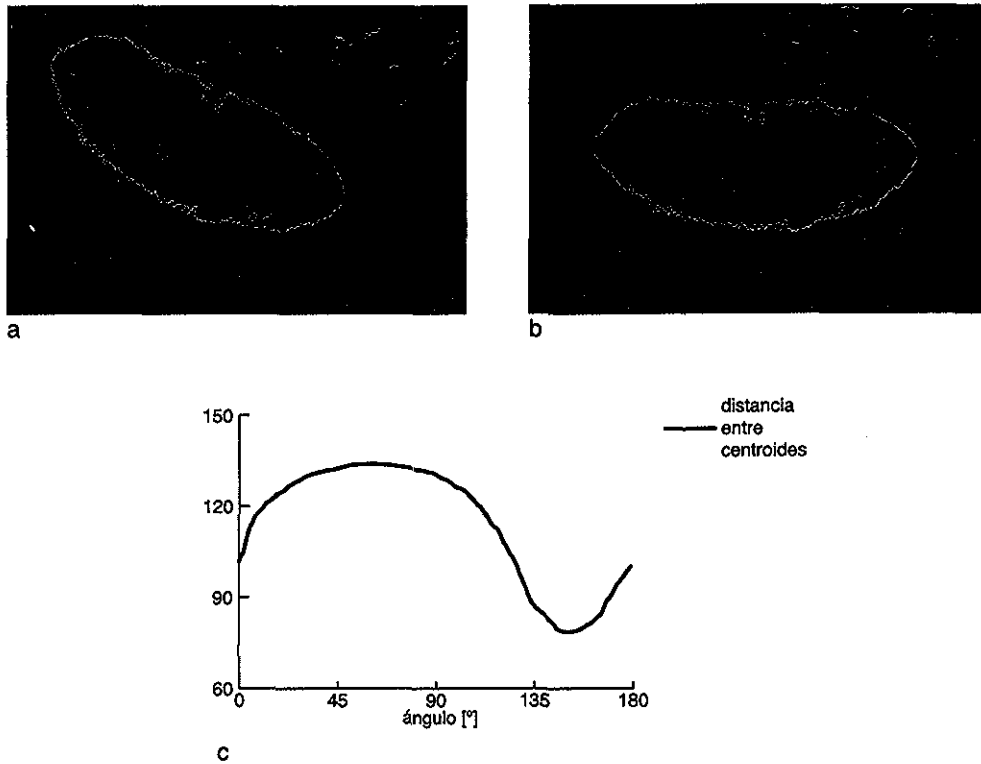 a
b
150
120
90
60
0
45
90
135
180
ángulo [º]
distancia
entre
centroides
c